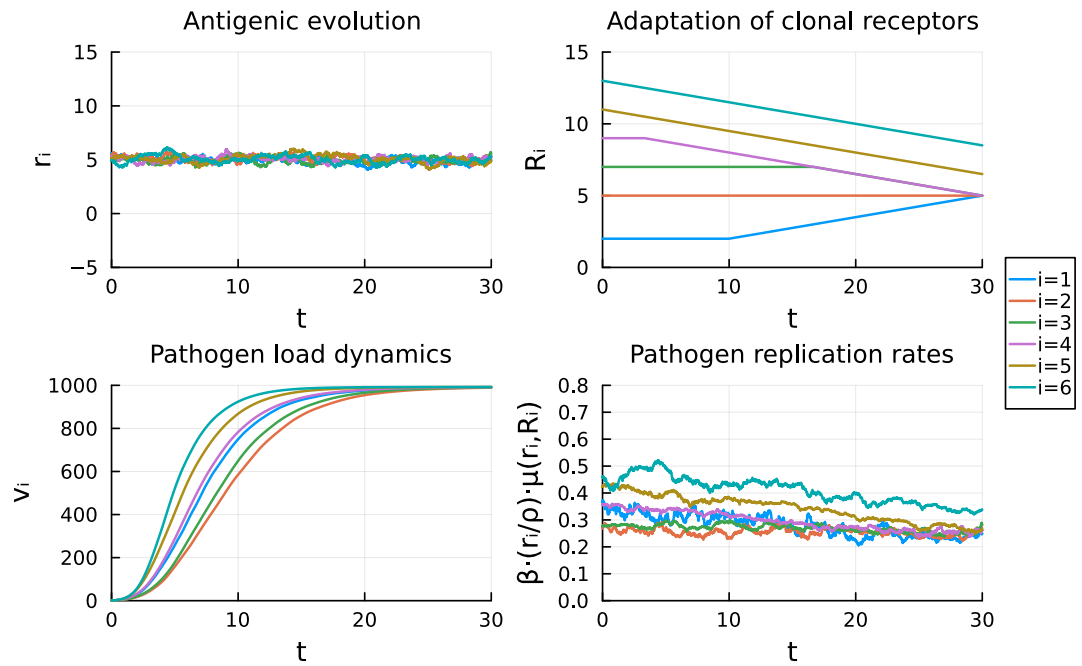 Antigenic evolution
15
10
5
0
−5
0
10
20
30
rᵢ
t
Adaptation of clonal receptors
15
10
5
0
0
10
20
30
Rᵢ
t
Pathogen load dynamics
1000
800
600
400
200
0
0
10
20
30
vᵢ
t
Pathogen replication rates
0.8
0.7
0.6
0.5
0.4
0.3
0.2
0.1
0.0
0
10
20
30
β⋅(rᵢ/ρ)⋅μ(rᵢ,Rᵢ)
t
i=1
i=2
i=3
i=4
i=5
i=6